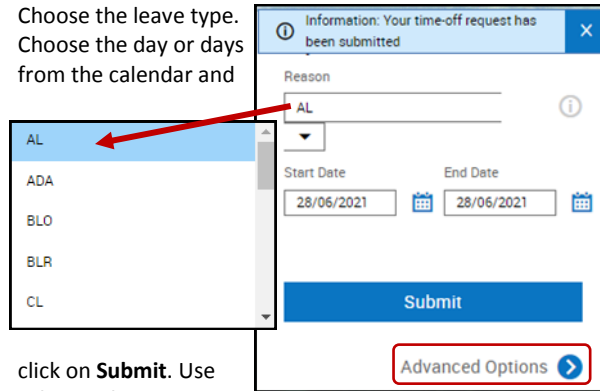 Choose the leave type.
Choose the day or days
from the calendar and
AL
ADA
BLO
BLR
CL
click on Submit. Use
Information: Your time-off request has
been submitted
Reason
AL
Start Date
End Date
28/06/2021
28/06/2021
Submit
Advanced Options